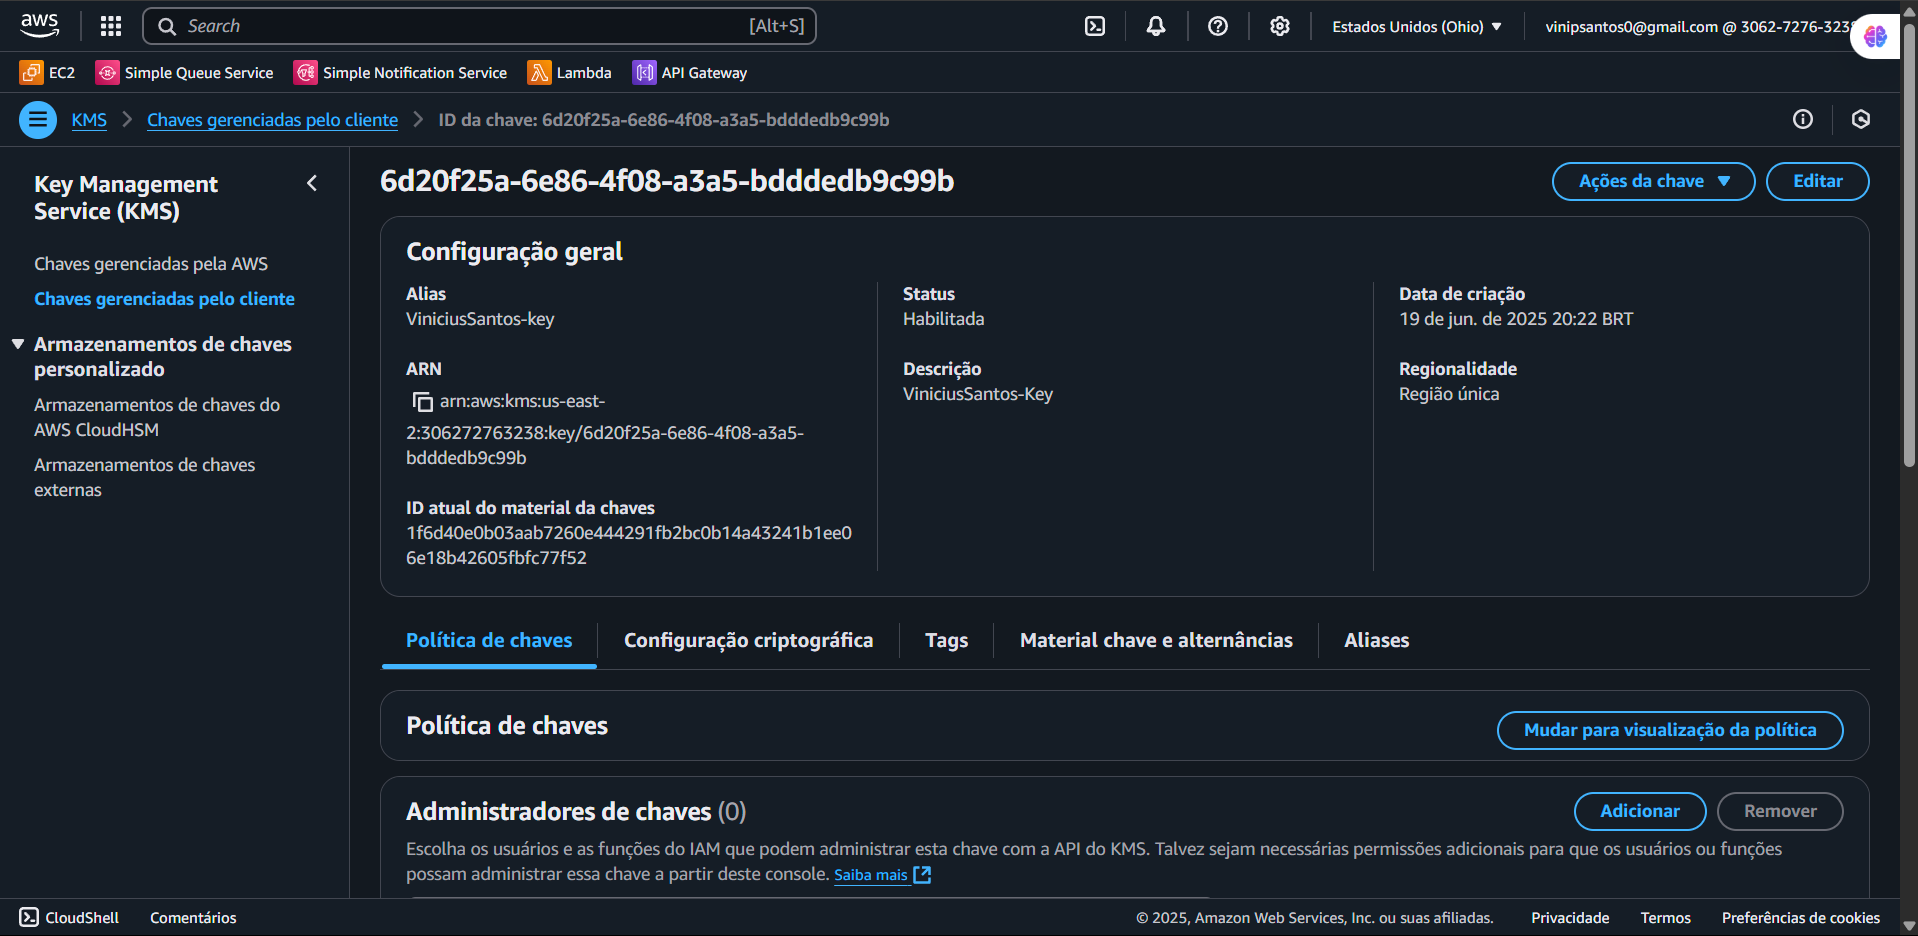 aws
Search
[Alt+S]
Estados Unidos (Ohio)
vinipsantos0@gmail.com @ 3062-7276-323
EC2
Simple Queue Service
Simple Notification Service
Lambda
API Gateway
KMS
Chaves gerenciadas pelo cliente
ID da chave: 6d20f25a-6e86-4f08-a3a5-bdddedb9c99b
Key Management
Service (KMS)
Chaves gerenciadas pela AWS
Chaves gerenciadas pelo cliente
Armazenamentos de chaves
personalizado
Armazenamentos de chaves do
AWS CloudHSM
Armazenamentos de chaves
externas
6d20f25a-6e86-4f08-a3a5-bdddedb9c99b
Ações da chave
Editar
Configuração geral
Alias
ViniciusSantos-key
ARN
arn:aws:kms:us-east-
2:306272763238:key/6d20f25a-6e86-4f08-a3a5-
bdddedb9c99b
ID atual do material da chaves
1f6d40e0b03aab7260e444291fb2bc0b14a43241b1ee0
6e18b42605fbfc77f52
Status
Habilitada
Descrição
ViniciusSantos-Key
Data de criação
19 de jun. de 2025 20:22 BRT
Regionalidade
Região única
Política de chaves
Configuração criptográfica
Tags
Material chave e alternâncias
Aliases
Política de chaves
Mudar para visualização da política
Administradores de chaves (0)
Adicionar
Remover
Escolha os usuários e as funções do IAM que podem administrar esta chave com a API do KMS. Talvez sejam necessárias permissões adicionais para que os usuários ou funções
possam administrar essa chave a partir deste console. Saiba mais
CloudShell
Comentários
© 2025, Amazon Web Services, Inc. ou suas afiliadas.
Privacidade
Termos
Preferências de cookies